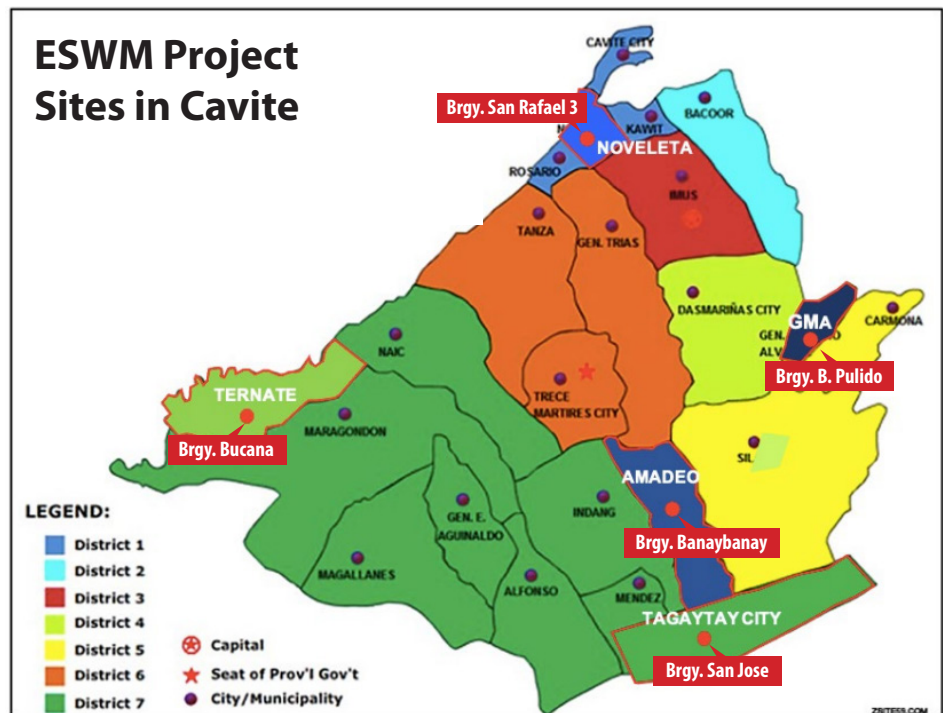 ESWM Project
Sites in Cavite
CAVITE CITY
Brgy. San Rafael 3
BACOOR
KAWIT
NOVELETA
ROSARIO
IMUS
TANZA
GEN. TRIAS
DASMARIÑAS CITY
CARMONA
GMA
GEN.
ALV
Brgy. B. Pulido
NAIC
TERNATE
TRECE
MARTIRES CITY
MARAGONDON
Brgy. Bucana
SIL
AMADEO
INDANG
GEN. E.
AGUINALDO
Brgy. Banaybanay
MAGALLANES
ALFONSO
MENDEZ
TAGAYTAY CITY
Brgy. San Jose
LEGEND:
District 1
District 2
District 3
District 4
District 5
District 6
District 7
Capital
Seat of Prov'l Gov't
City/Municipality